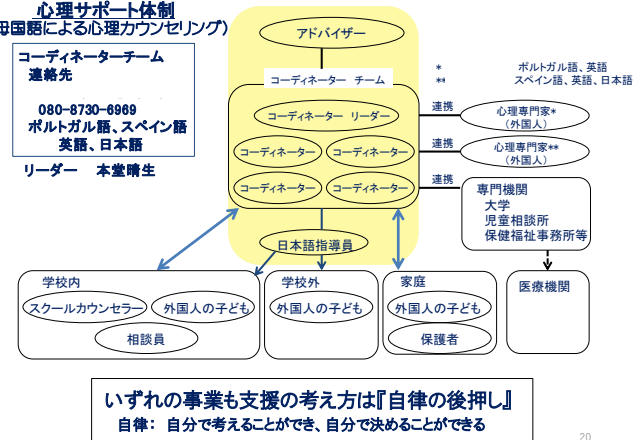 心理サポート体制
母国語による心理カウンセリング）
コーディネーターチーム
連絡先
080-8730-6969
ポルトガル語、スペイン語
英語、日本語
リーダー　本堂晴生
アドバイザー
コーディネーター　チーム
コーディネーター　リーダー
コーディネーター
コーディネーター
コーディネーター
コーディネーター
日本語指導員
*　ポルトガル語、英語
**　スペイン語、英語、日本語
連携
心理専門家*
（外国人）
連携
心理専門家**
（外国人）
連携
専門機関
大学
児童相談所
保健福祉事務所等
医療機関
学校内
スクールカウンセラー
外国人の子ども
相談員
学校外
外国人の子ども
家庭
外国人の子ども
保護者
いずれの事業も支援の考え方は『自律の後押し』
自律：　自分で考えることができ、自分で決めることができる
20